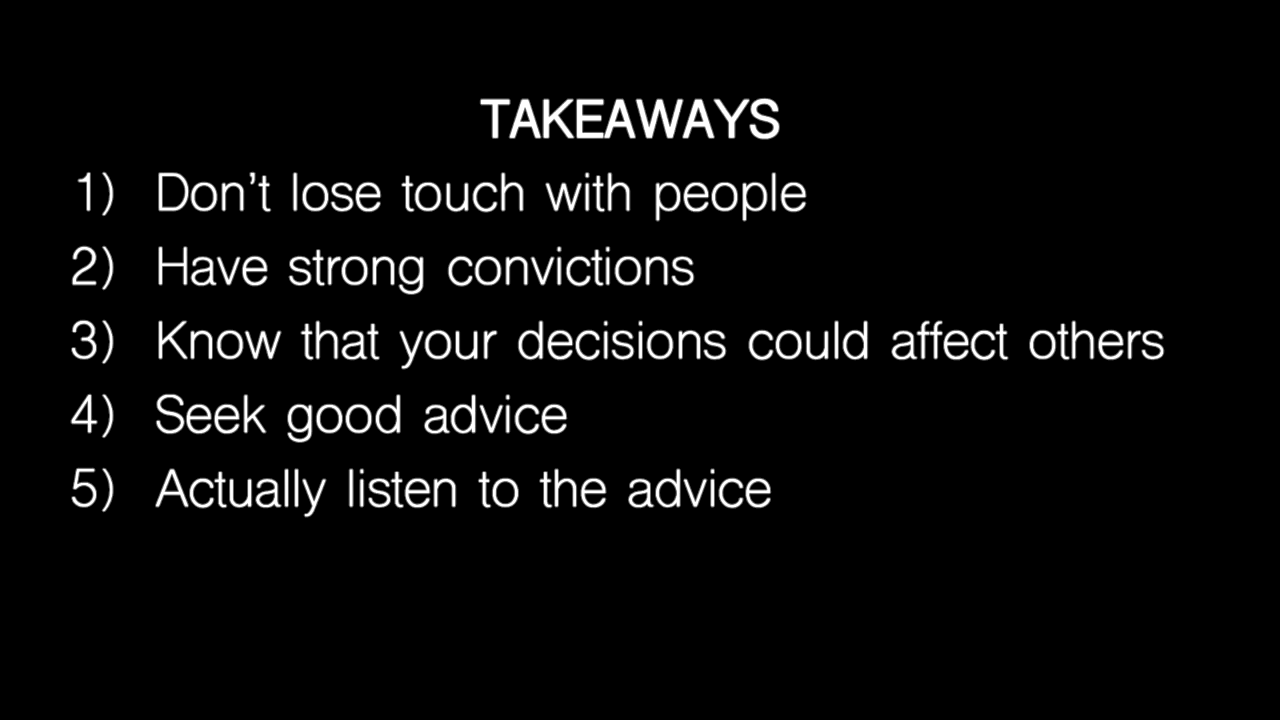 TAKEAWAYS
1) Don’t lose touch with people
2) Have strong convictions
3) Know that your decisions could affect others
4) Seek good advice
5) Actually listen to the advice